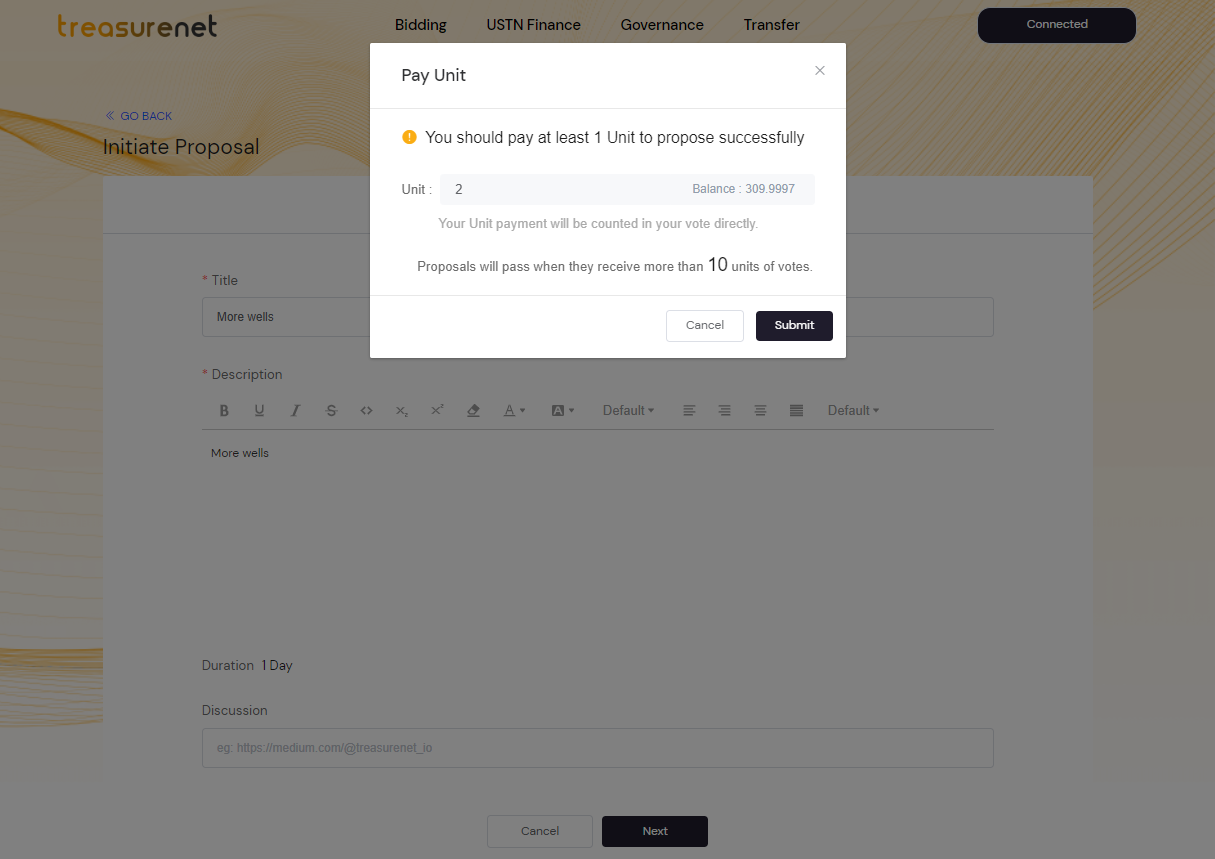 treasurenet
Bidding USTN Finance Governance Transfer Connected
Pay Unit
GO BACK
You should pay at least 1 Unit to propose successfully
Initiate Proposal
Unit : 2 Balance : 309.9997
Your Unit payment will be counted in your vote directly.
Proposals will pass when they receive more than 10 units of votes.
* Title
More wells
Cancel Submit
* Description
B U I S <> x₂ x² A A Default Default
More wells
Duration 1 Day
Discussion
eg: https://medium.com/@treasurenet_io
Cancel Next